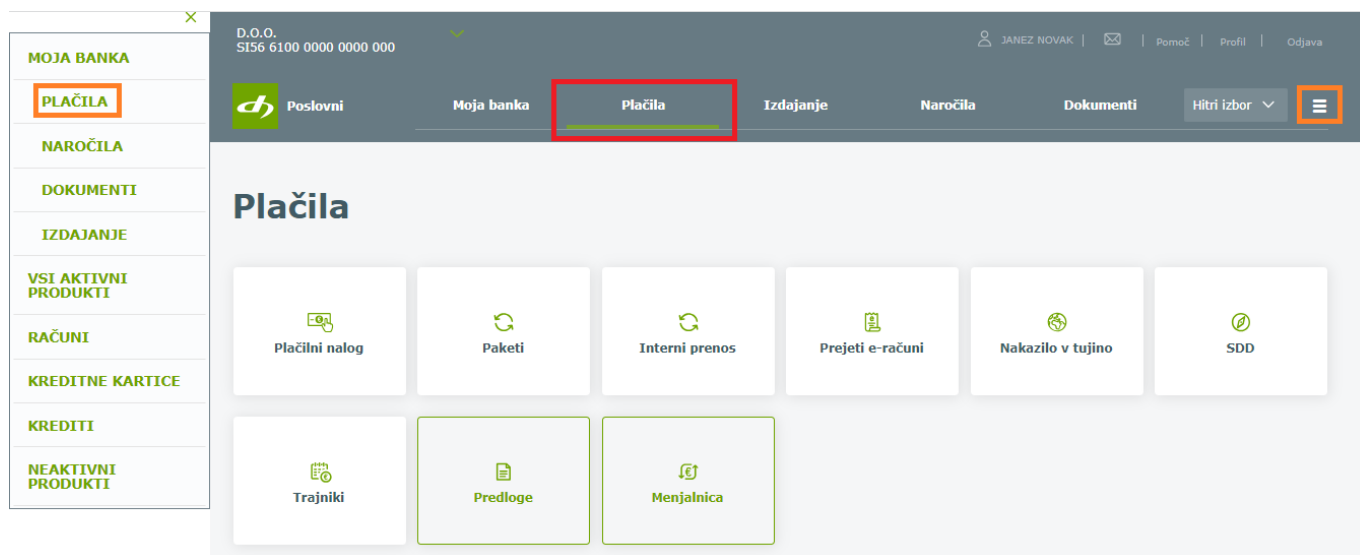 MOJA BANKA
PLAČILA
NAROČILA
DOKUMENTI
IZDAJANJE
VSI AKTIVNI
PRODUKTI
RAČUNI
KREDITNE KARTICE
KREDITI
NEAKTIVNI
PRODUKTI
D.O.O.
SI56 6100 0000 0000 000
JANEZ NOVAK | | Pomoč | Profil | Odjava
Poslovni Moja banka Plačila Izdajanje Naročila Dokumenti Hitri izbor
Plačila
Plačilni nalog Paketi Interni prenos Prejeti e-računi Nakazilo v tujino SDD
Trajniki Predloge Menjalnica